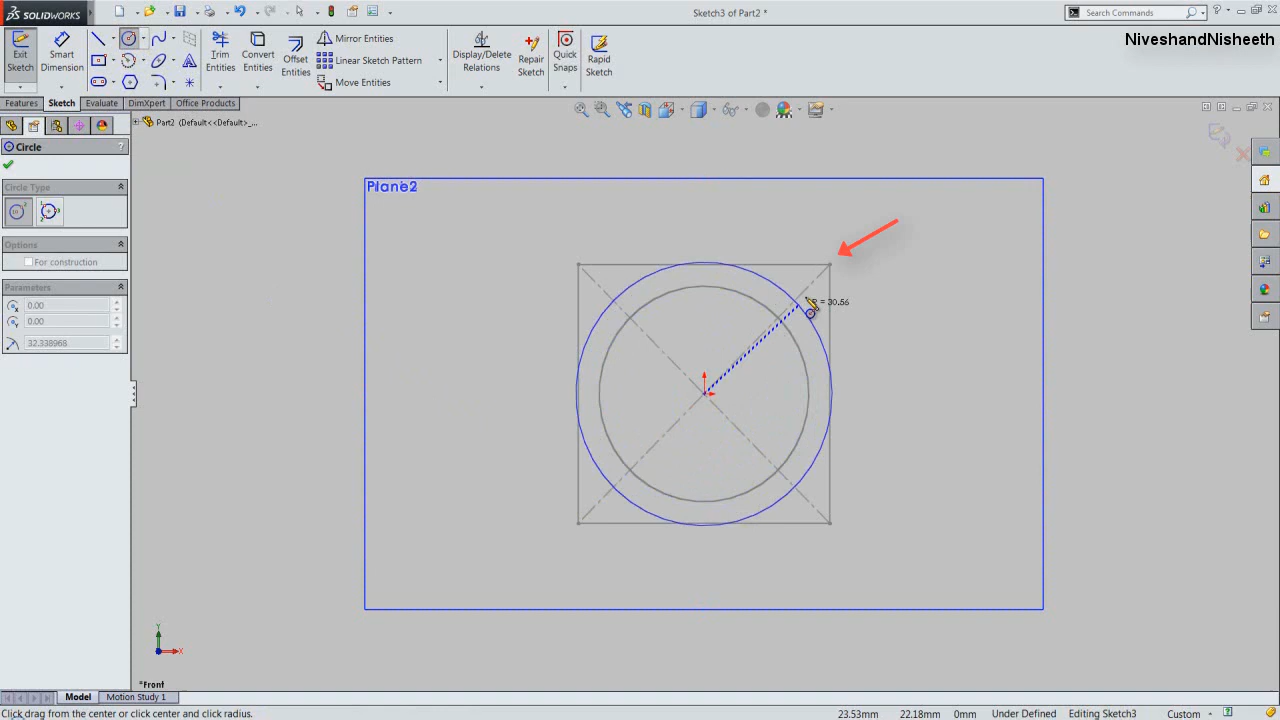 SOLIDWORKS
Sketch3 of Part2 *
Search Commands
NiveshandNisheeth
Exit Sketch
Smart Dimension
Trim Entities
Convert Entities
Offset Entities
Mirror Entities
Linear Sketch Pattern
Move Entities
Display/Delete Relations
Repair Sketch
Quick Snaps
Rapid Sketch
Features
Sketch
Evaluate
DimXpert
Office Products
Part2 (Default<<Default>_...
Circle
?
Circle Type
Options
For construction
Parameters
0.00
0.00
32.338968
Plane2
R = 30.56
Y
X
*Front
Model
Motion Study 1
Click drag from the center or click center and click radius.
23.53mm 22.18mm 0mm Under Defined Editing Sketch3 Custom